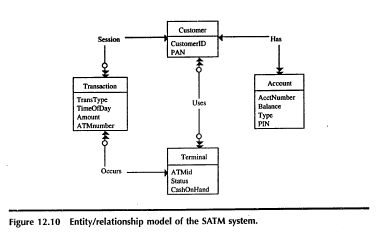 Customer
CustomerID
PAN
Session
Has
Transaction
TransType
TimeOfDay
Amount
ATMnumber
Account
AcctNumber
Balance
Type
PIN
Uses
Occurs
Terminal
ATMid
Status
CashOnHand
Figure 12.10 Entity/relationship model of the SATM system.